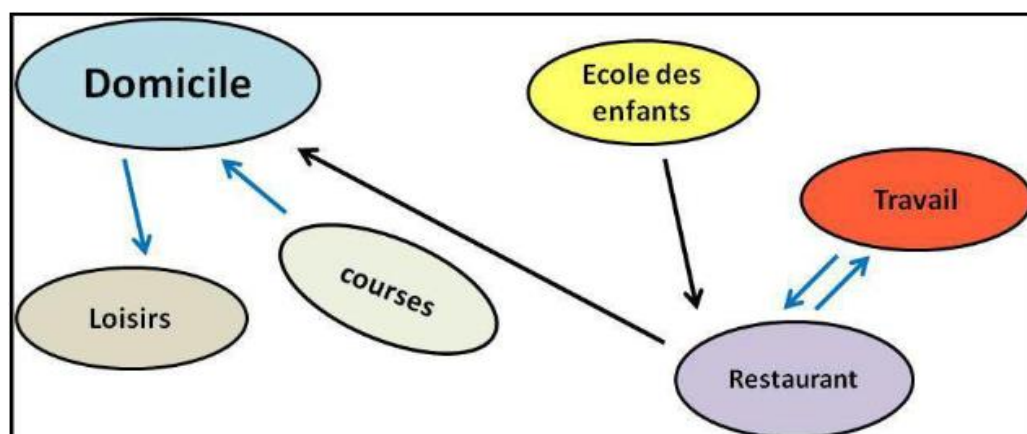 Domicile
Ecole des
enfants
Travail
Loisirs
courses
Restaurant